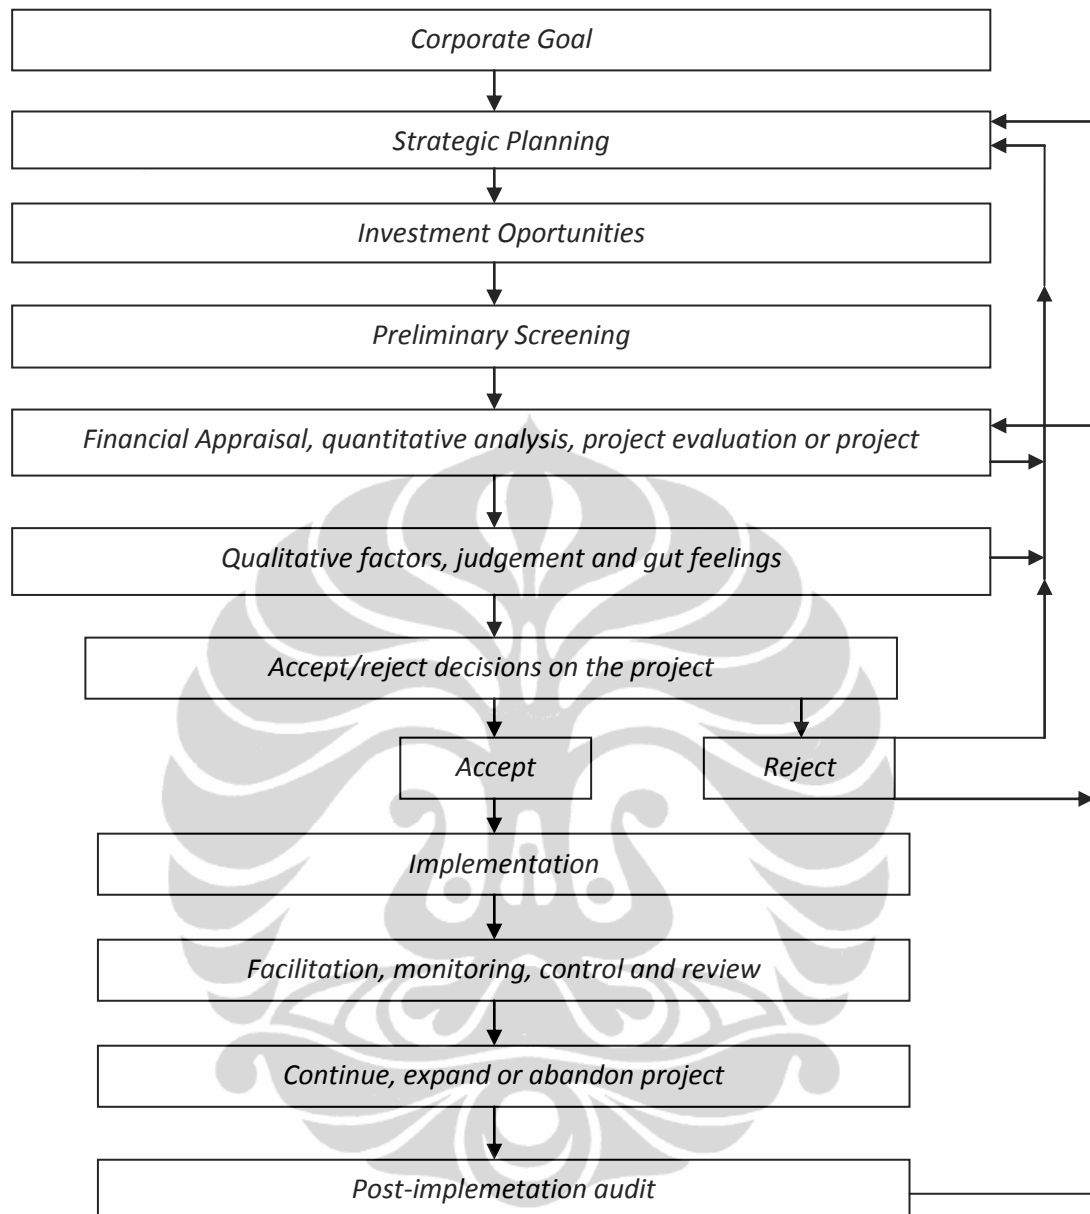 Corporate Goal
Strategic Planning
Investment Oportunities
Preliminary Screening
Financial Appraisal, quantitative analysis, project evaluation or project
Qualitative factors, judgement and gut feelings
Accept/reject decisions on the project
Accept
Reject
Implementation
Facilitation, monitoring, control and review
Continue, expand or abandon project
Post-implemetation audit